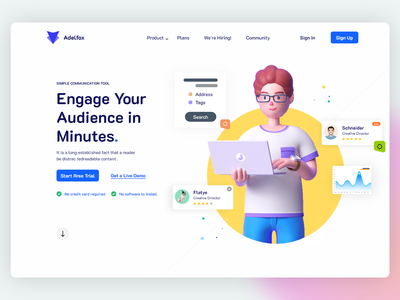 Adelfox
Product
Plans
We're Hiring!
Community
Sign in
Sign Up
SIMPLE COMMUNICATION TOOL
Engage Your
Audience in
Minutes.
It is a long established fact that a reader
be distrac tedreadable content .
Start Rree Trial
Get a Live Demo
No credit card required.
No software to install.
Address
Tags
Search
Schneider
Creative Director
Flatye
Creative Director